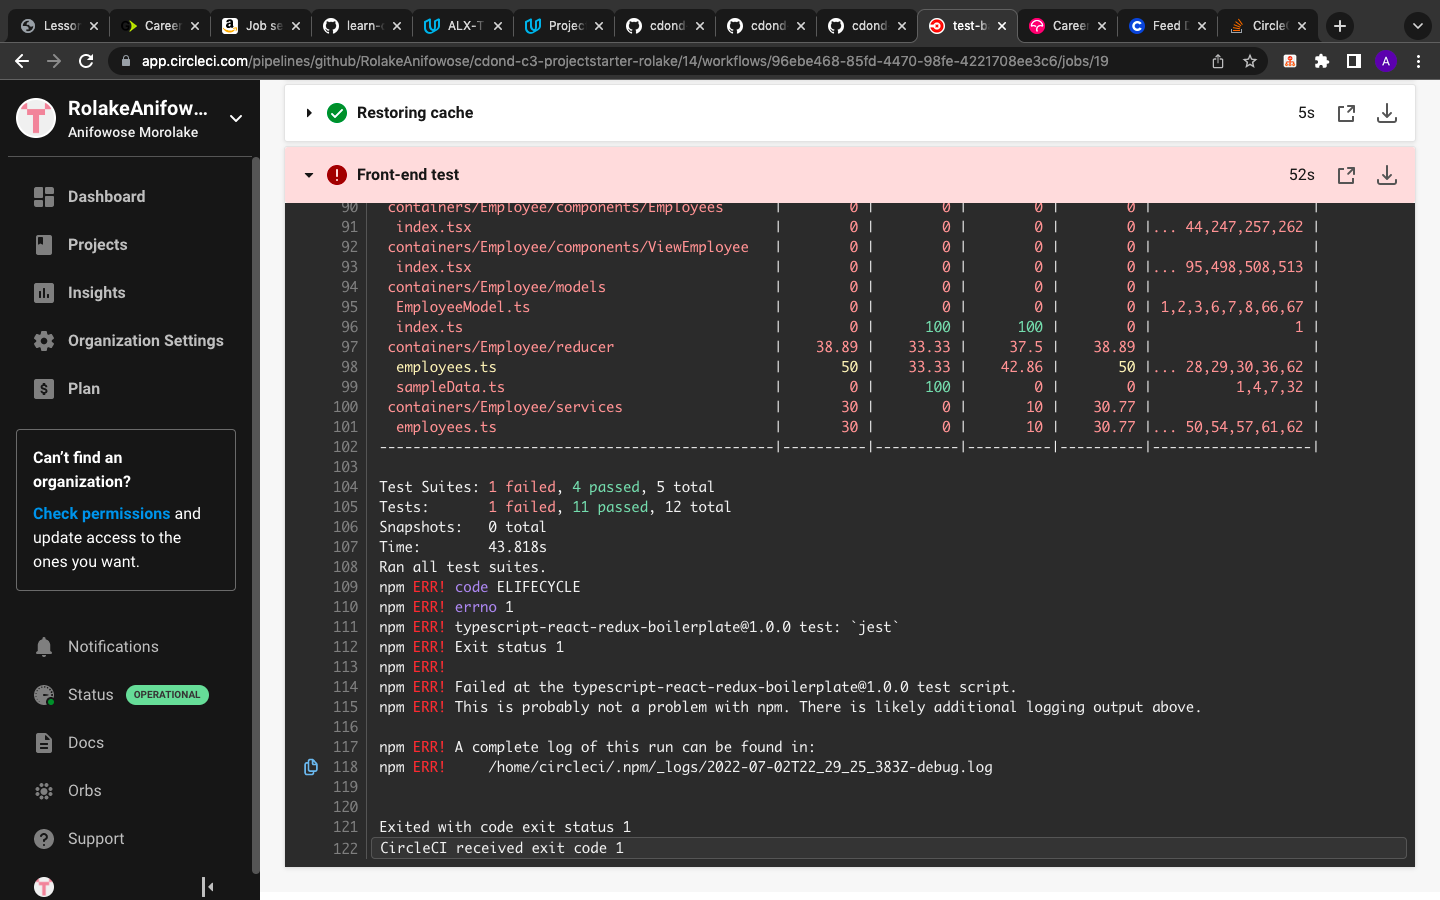 Lesson
Career
Job se
learn-
ALX-T
Projec
cdond
cdond
cdond
test-b
Career
Feed
CircleC
app.circleci.com/pipelines/github/RolakeAnifowose/cdond-c3-projectstarter-rolake/14/workflows/96ebe468-85fd-4470-98fe-4221708ee3c6/jobs/19
A
RolakeAnifow...
Anifowose Morolake
Dashboard
Projects
Insights
Organization Settings
Plan
Can't find an
organization?
Check permissions and
update access to the
ones you want.
Notifications
Status OPERATIONAL
Docs
Orbs
Support
Restoring cache 5s
Front-end test 52s
90 containers/Employee/components/Employees | 0 | 0 | 0 | 0 | |
91 index.tsx | 0 | 0 | 0 | 0 |... 44,247,257,262 |
92 containers/Employee/components/ViewEmployee | 0 | 0 | 0 | 0 | |
93 index.tsx | 0 | 0 | 0 | 0 |... 95,498,508,513 |
94 containers/Employee/models | 0 | 0 | 0 | 0 | |
95 EmployeeModel.ts | 0 | 0 | 0 | 0 | 1,2,3,6,7,8,66,67 |
96 index.ts | 0 | 100 | 100 | 0 | 1 |
97 containers/Employee/reducer | 38.89 | 33.33 | 37.5 | 38.89 | |
98 employees.ts | 50 | 33.33 | 42.86 | 50 |... 28,29,30,36,62 |
99 sampleData.ts | 0 | 100 | 0 | 0 | 1,4,7,32 |
100 containers/Employee/services | 30 | 0 | 10 | 30.77 | |
101 employees.ts | 30 | 0 | 10 | 30.77 |... 50,54,57,61,62 |
102 -----------------------------------------------|----------|----------|----------|----------|-------------------|
103
104 Test Suites: 1 failed, 4 passed, 5 total
105 Tests: 1 failed, 11 passed, 12 total
106 Snapshots: 0 total
107 Time: 43.818s
108 Ran all test suites.
109 npm ERR! code ELIFECYCLE
110 npm ERR! errno 1
111 npm ERR! typescript-react-redux-boilerplate@1.0.0 test: `jest`
112 npm ERR! Exit status 1
113 npm ERR!
114 npm ERR! Failed at the typescript-react-redux-boilerplate@1.0.0 test script.
115 npm ERR! This is probably not a problem with npm. There is likely additional logging output above.
116
117 npm ERR! A complete log of this run can be found in:
118 npm ERR! /home/circleci/.npm/_logs/2022-07-02T22_29_25_383Z-debug.log
119
120
121 Exited with code exit status 1
122 CircleCI received exit code 1